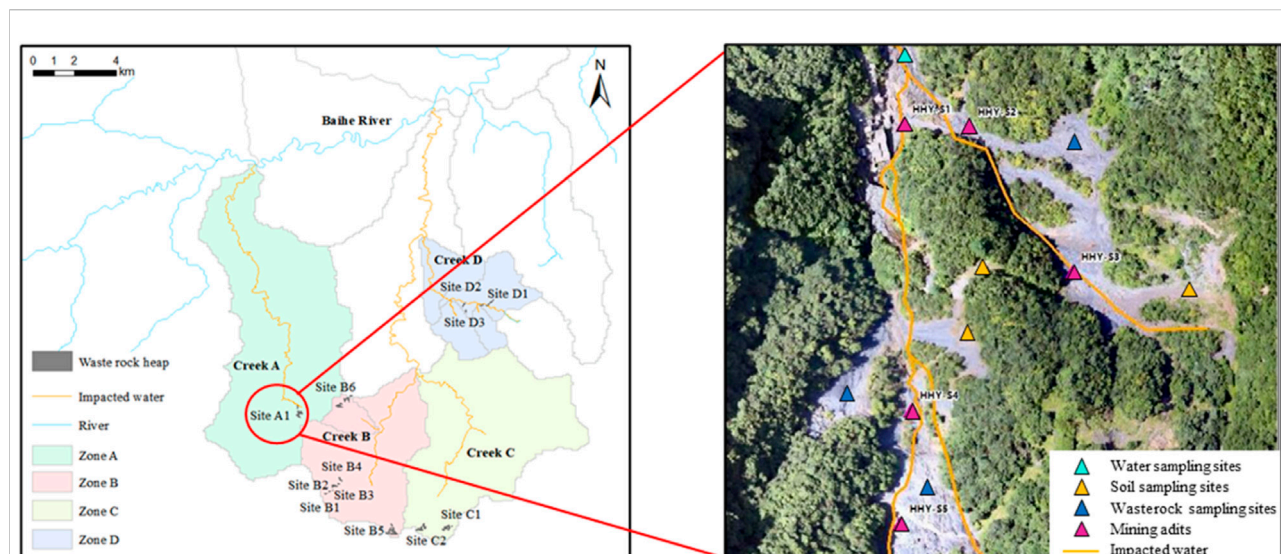 0 1 2 4
km
N
Baihe River
Creek D
Site D2
Site D1
Site D3
Creek A
Site B6
Site A1
Creek B
Creek C
Site B4
Site B2
Site B3
Site B1
Site B5
Site C1
Site C2
Waste rock heap
Impacted water
River
Zone A
Zone B
Zone C
Zone D
HHY-S1
HHY-S2
HHY-S3
HHY-S4
HHY-S5
Water sampling sites
Soil sampling sites
Waste rock sampling sites
Mining adits
Impacted water